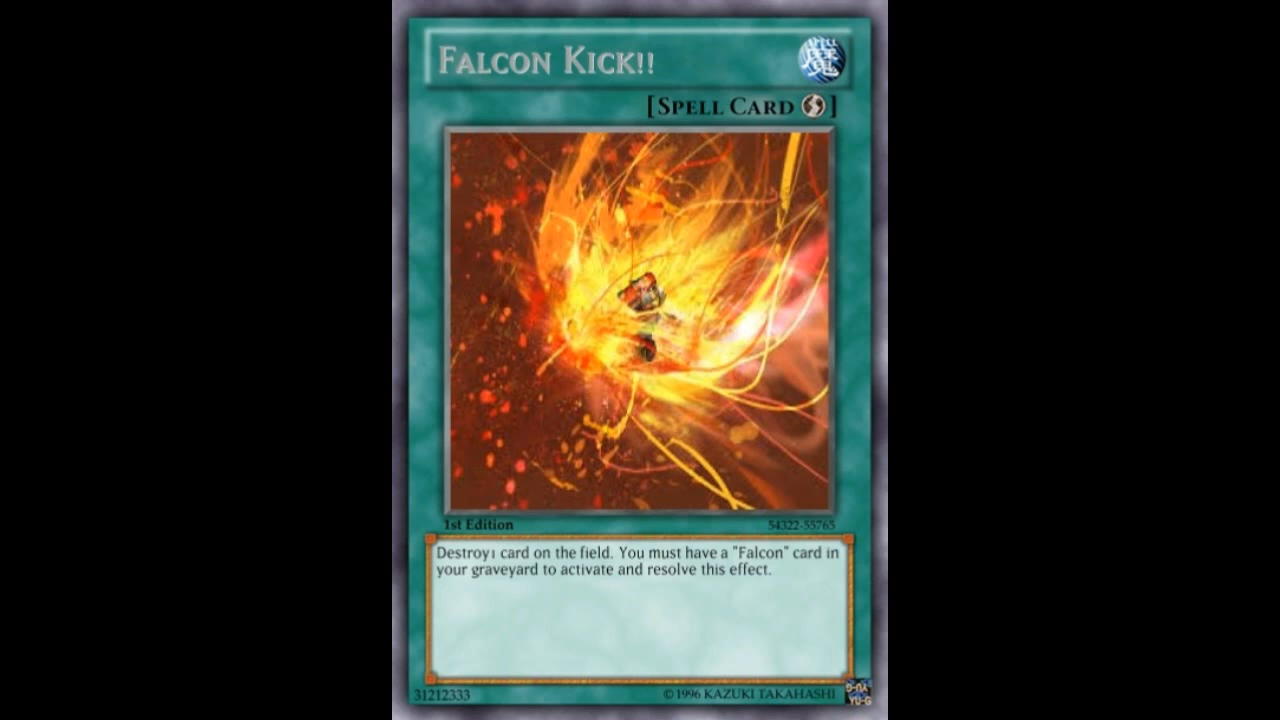 FALCON KICK!!
[SPELL CARD ]
1st Edition 54322-55765
Destroy1 card on the field. You must have a "Falcon" card in
your graveyard to activate and resolve this effect.
31212333 ©1996 KAZUKI TAKAHASHI